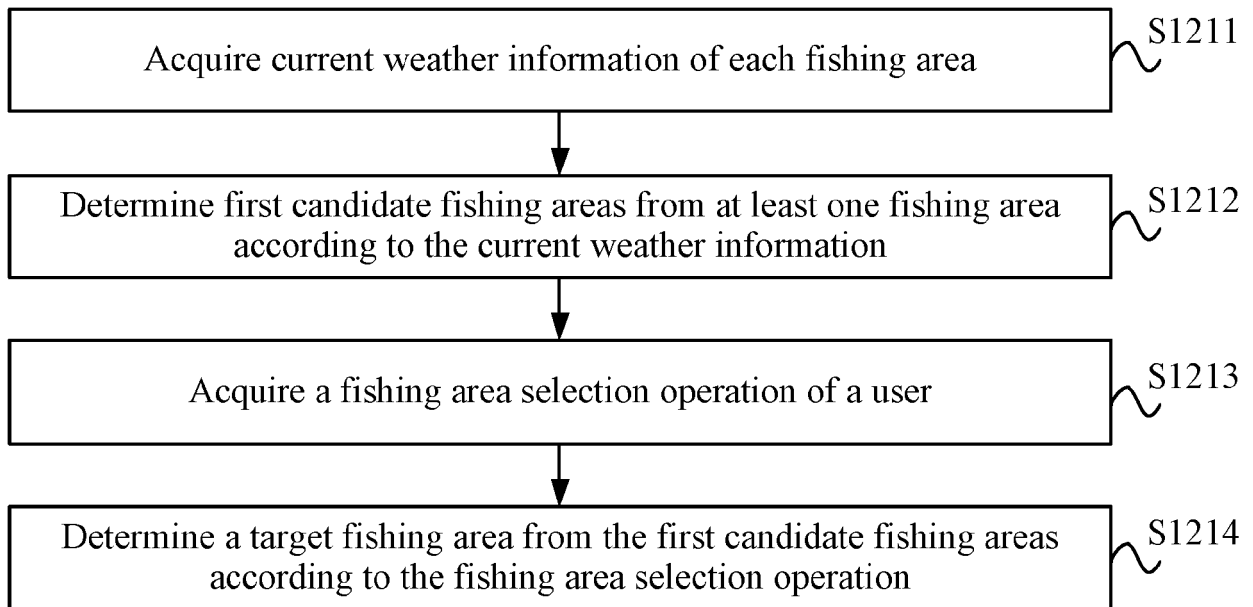 Acquire current weather information of each fishing area
S1211
Determine first candidate fishing areas from at least one fishing area
according to the current weather information
S1212
Acquire a fishing area selection operation of a user
S1213
Determine a target fishing area from the first candidate fishing areas
according to the fishing area selection operation
S1214